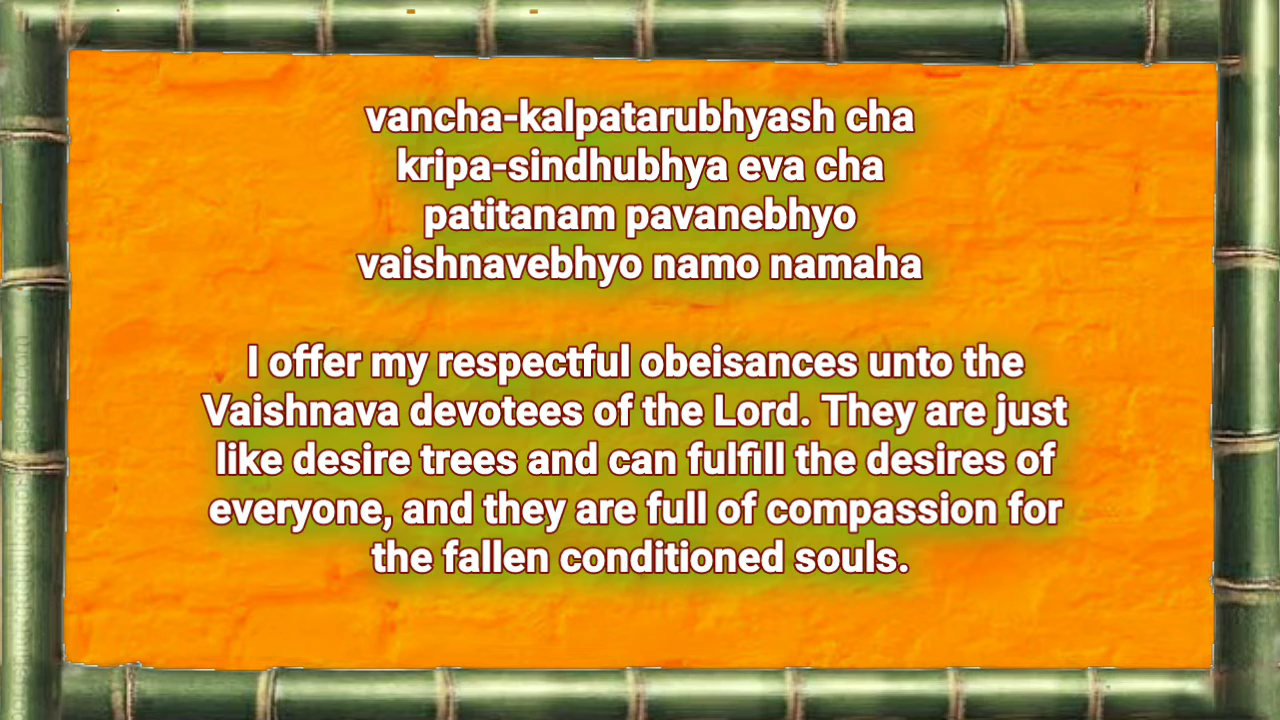 vancha-kalpatarubhyash cha
kripa-sindhubhya eva cha
patitanam pavanebhyo
vaishnavebhyo namo namaha
I offer my respectful obeisances unto the
Vaishnava devotees of the Lord. They are just
like desire trees and can fulfill the desires of
everyone, and they are full of compassion for
the fallen conditioned souls.